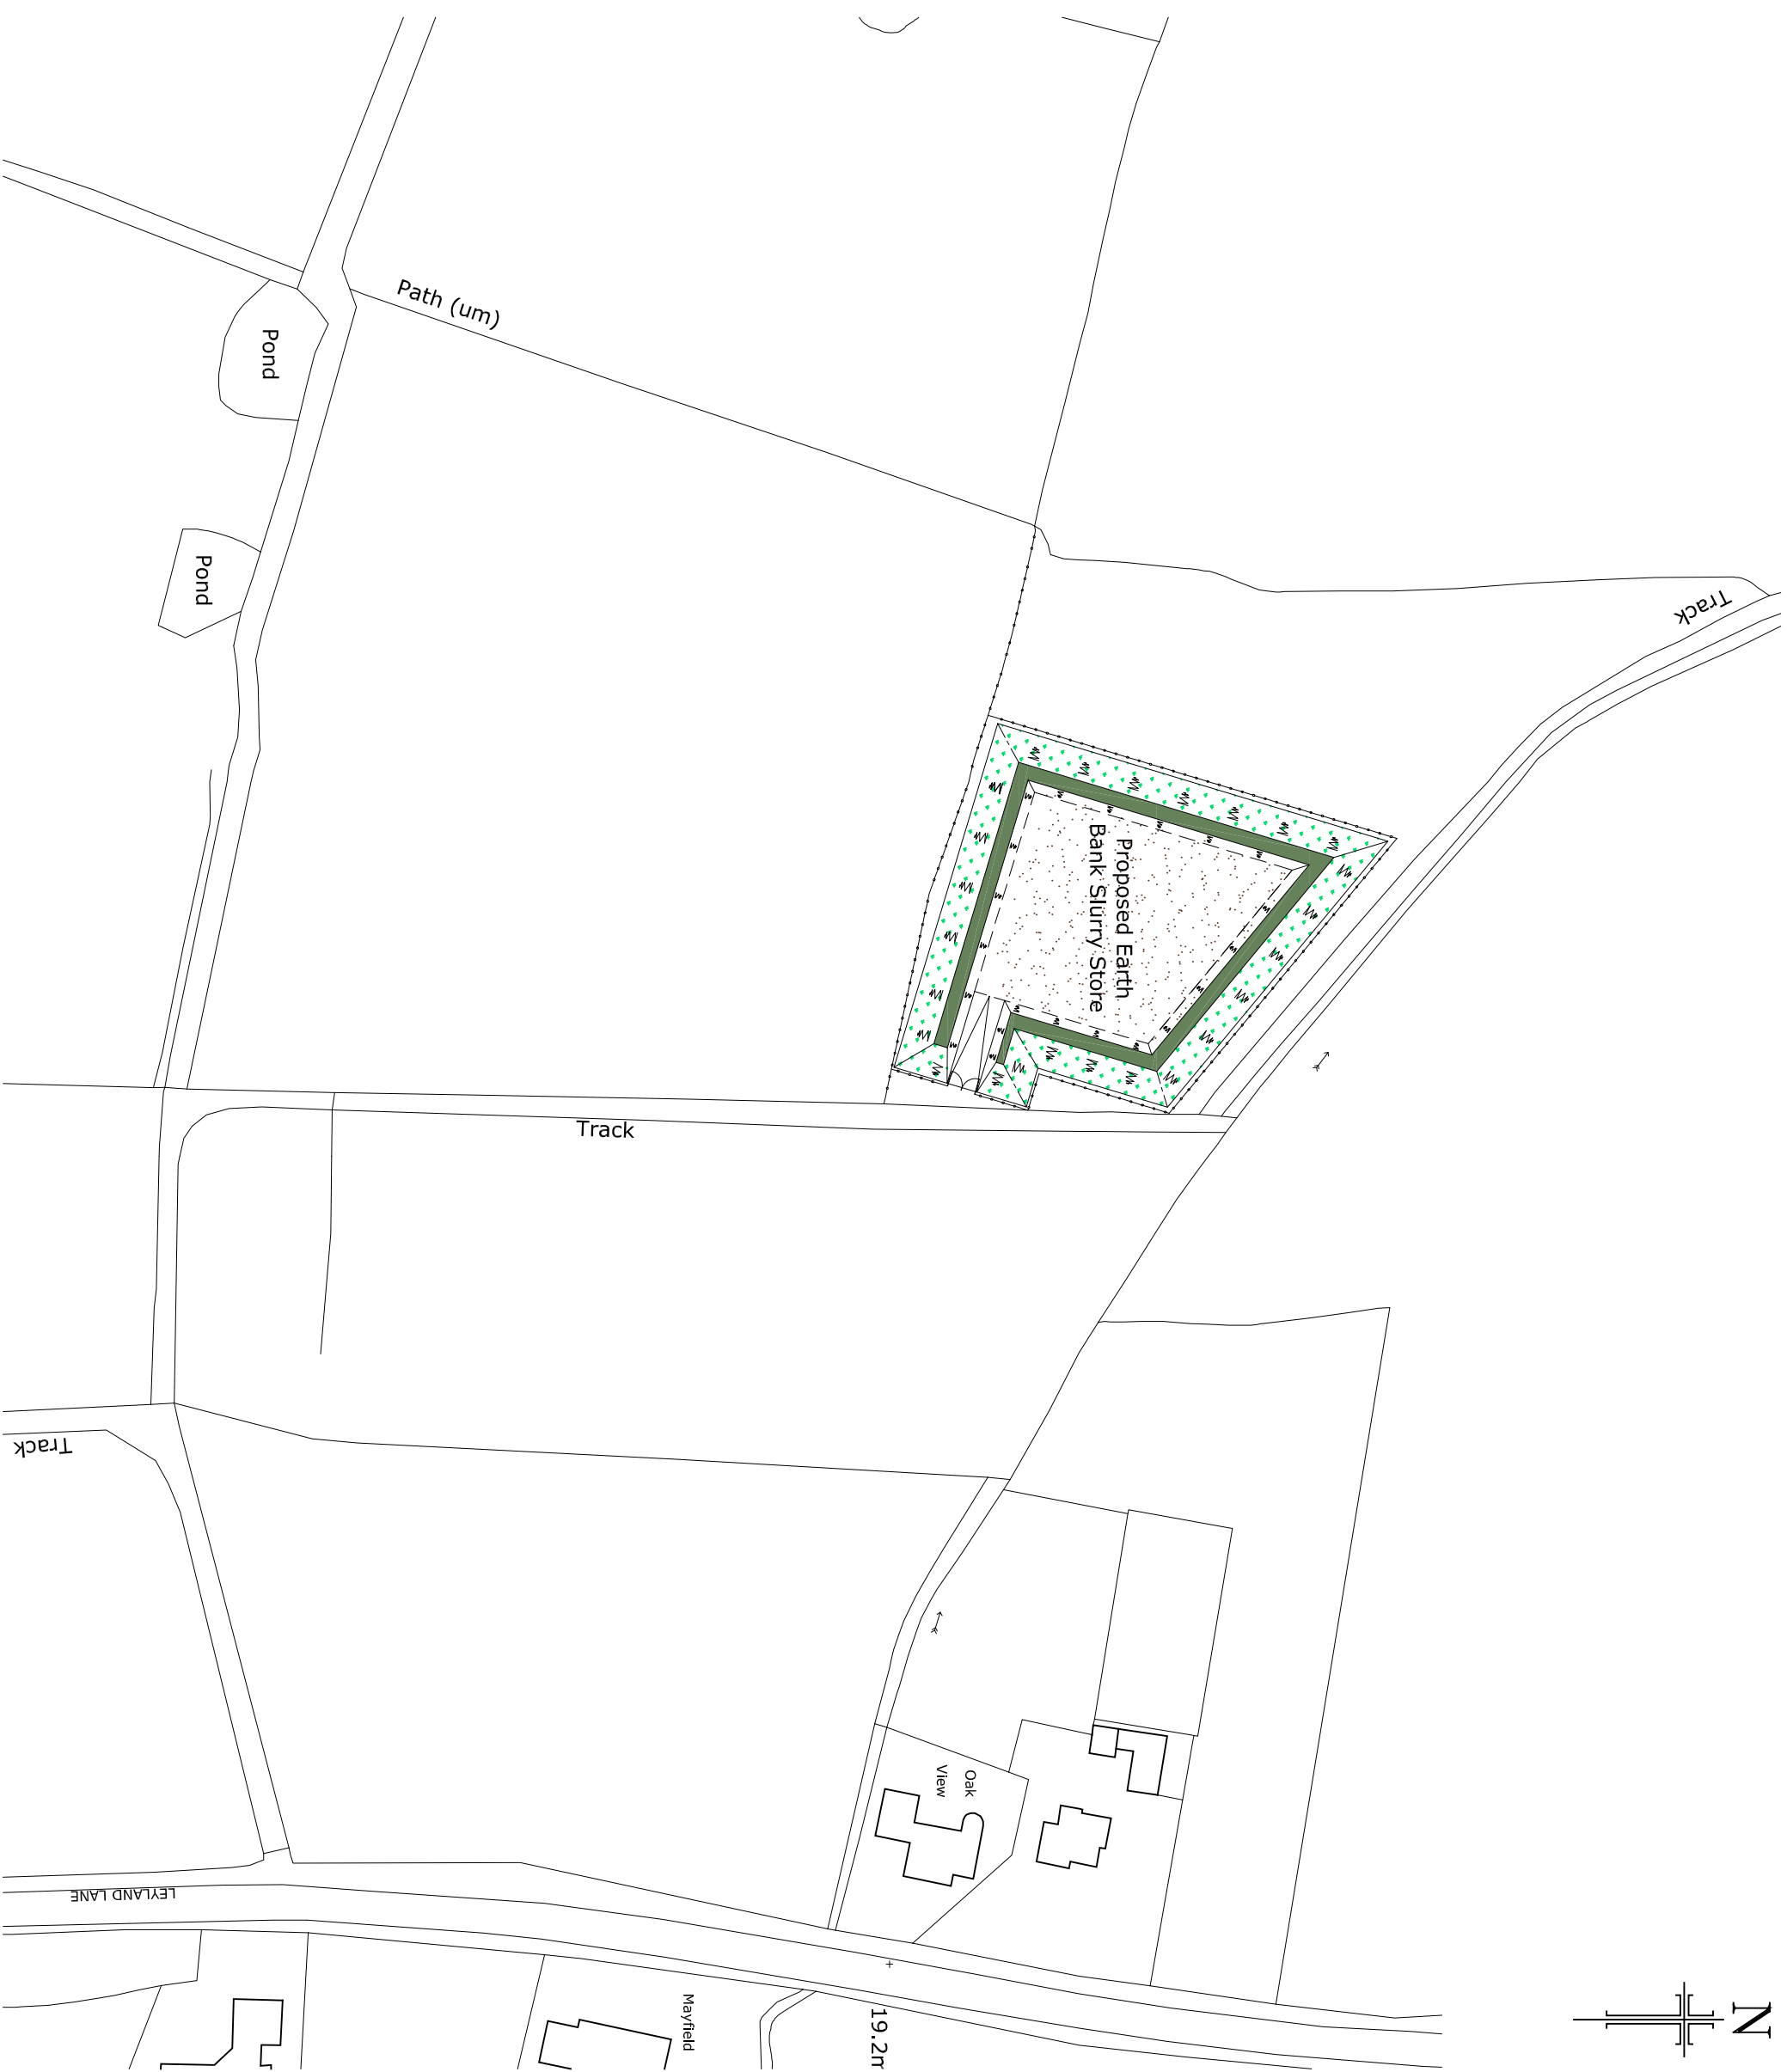 Path (um)
Pond
Pond
Track
Proposed Earth
Bank Slurry Store
Track
Track
Oak
View
LEYLAND LANE
Mayfield
19.2m
N